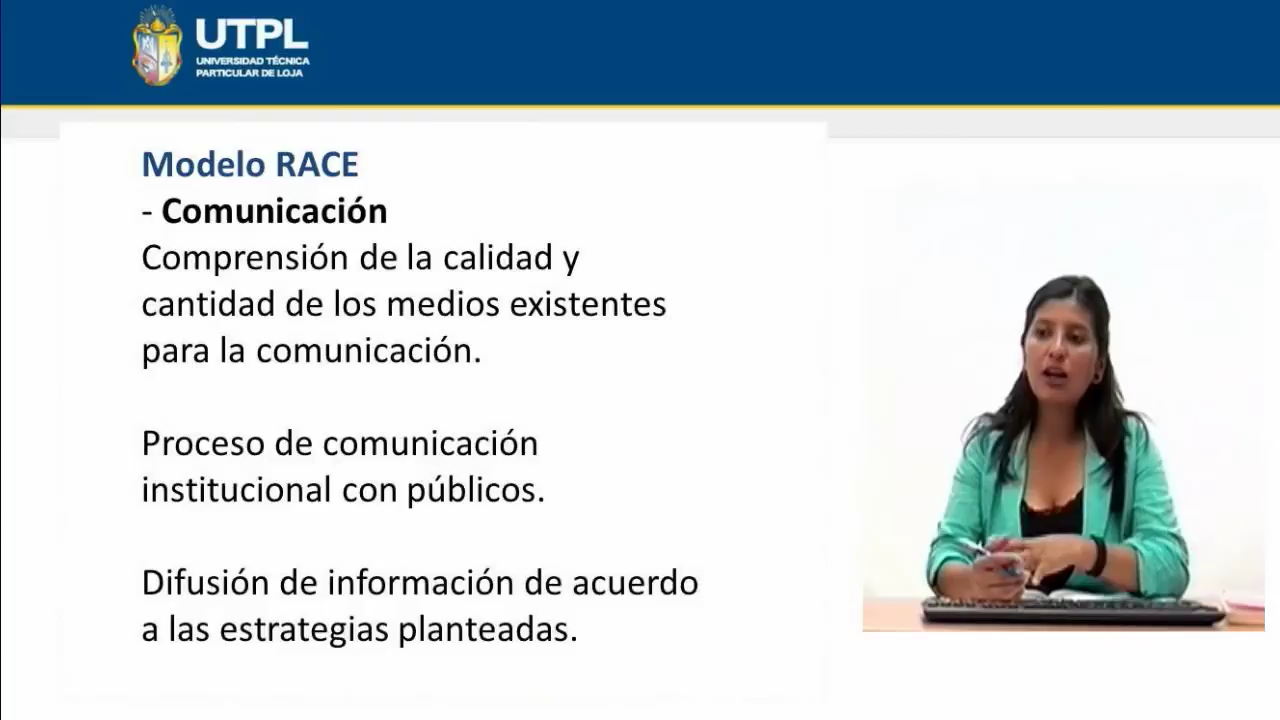 UTPL
UNIVERSIDAD TÉCNICA
PARTICULAR DE LOJA
Modelo RACE
- Comunicación
Comprensión de la calidad y
cantidad de los medios existentes
para la comunicación.
Proceso de comunicación
institucional con públicos.
Difusión de información de acuerdo
a las estrategias planteadas.